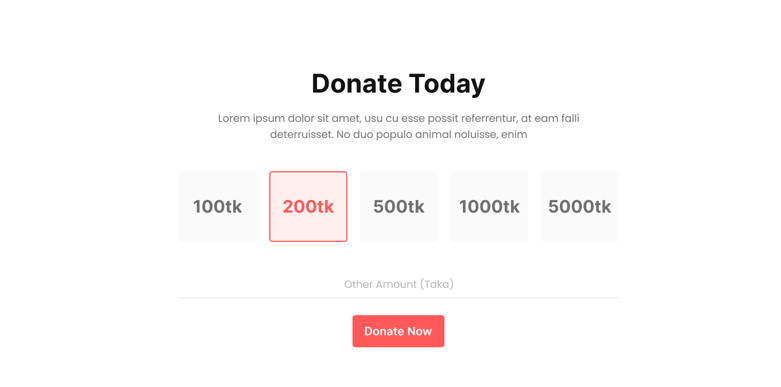 Donate Today
Lorem ipsum dolor sit amet, usu cu esse possit referrentur, at eam falli
deterruisset. No duo populo animal noluisse, enim
100tk 200tk 500tk 1000tk 5000tk
Other Amount (Taka)
Donate Now